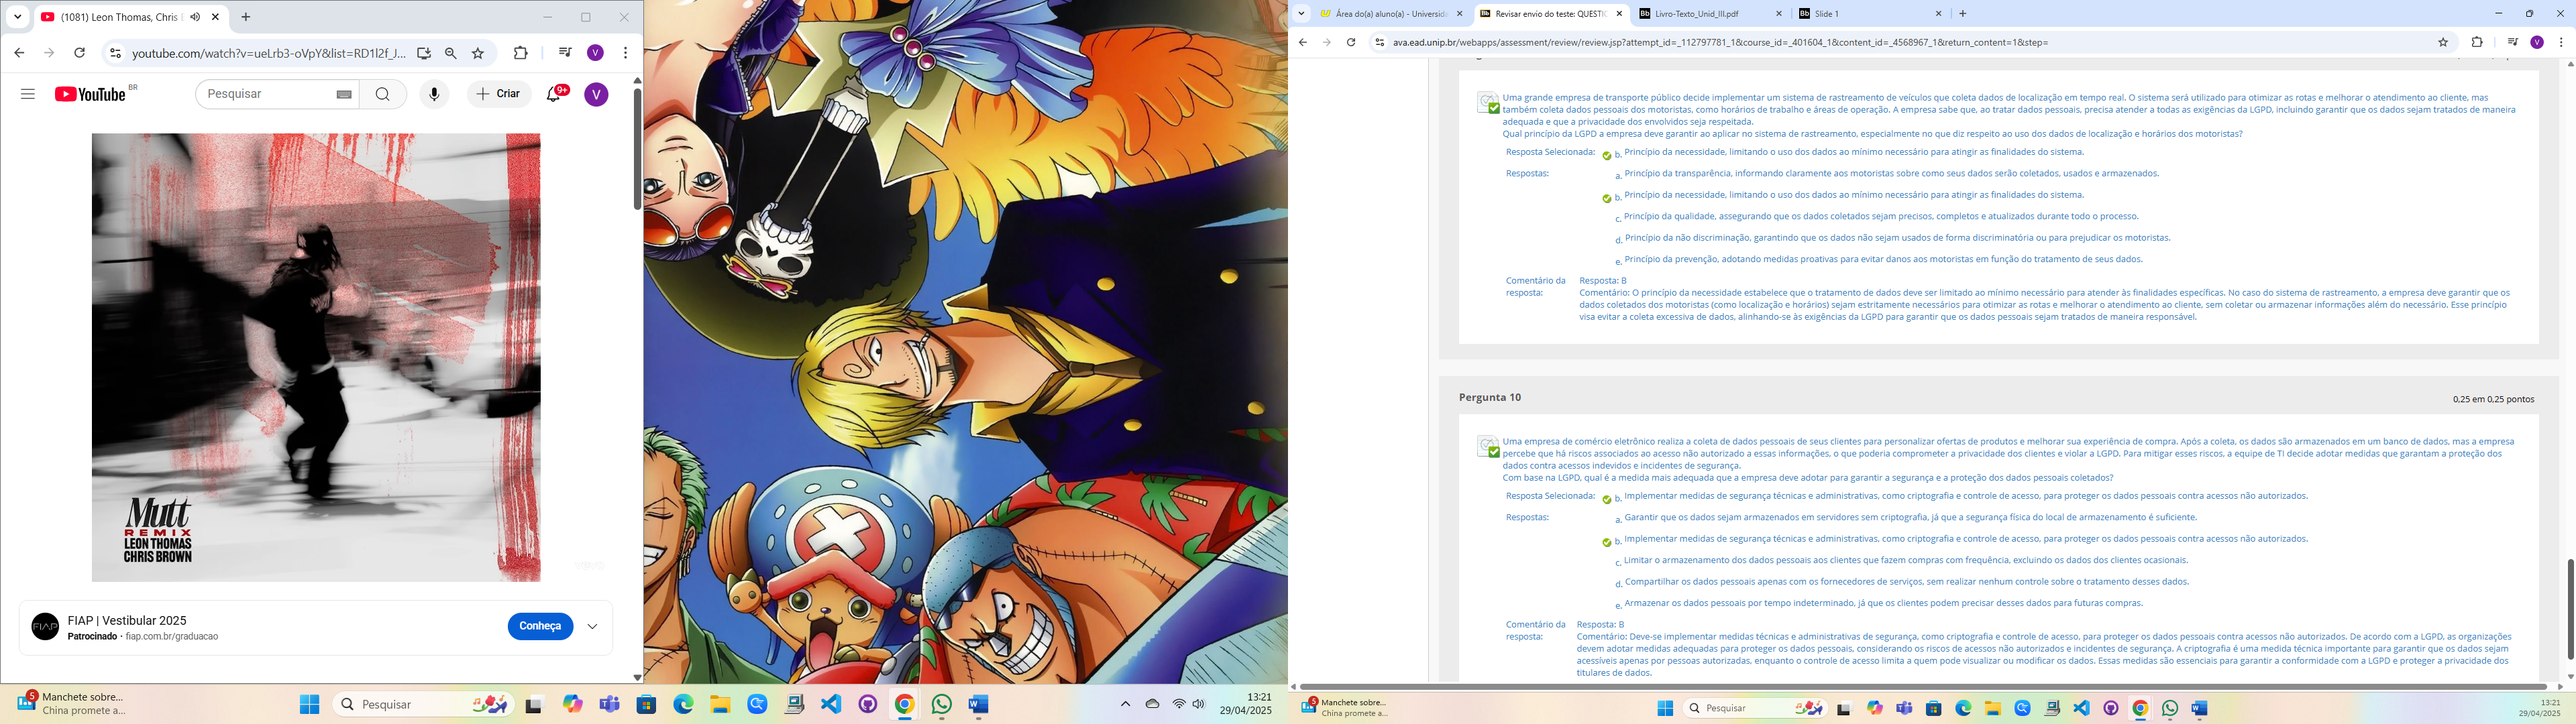 (1081) Leon Thomas, Chris
youtube.com/watch?v=ueLrb3-oVpY&list=RD1l2f_J...
V
YouTube BR
Pesquisar
Criar
9+
V
Mutt
REMIX
LEON THOMAS
CHRIS BROWN
vevo
FIAP
FIAP | Vestibular 2025
Patrocinado · fiap.com.br/graduacao
Conheça
5
Manchete sobre...
China promete a...
Pesquisar
13:21
29/04/2025
Área do(a) aluno(a) - Universid
Revisar envio do teste: QUESTIO
Livro-Texto_Unid_III.pdf
Slide 1
ava.ead.unip.br/webapps/assessment/review/review.jsp?attempt_id=_112797781_1&course_id=_401604_1&content_id=_4568967_1&return_content=1&step=
V
Uma grande empresa de transporte público decide implementar um sistema de rastreamento de veículos que coleta dados de localização em tempo real. O sistema será utilizado para otimizar as rotas e melhorar o atendimento ao cliente, mas
também coleta dados pessoais dos motoristas, como horários de trabalho e áreas de operação. A empresa sabe que, ao tratar dados pessoais, precisa atender a todas as exigências da LGPD, incluindo garantir que os dados sejam tratados de maneira
adequada e que a privacidade dos envolvidos seja respeitada.
Qual princípio da LGPD a empresa deve garantir ao aplicar no sistema de rastreamento, especialmente no que diz respeito ao uso dos dados de localização e horários dos motoristas?
Resposta Selecionada: b. Princípio da necessidade, limitando o uso dos dados ao mínimo necessário para atingir as finalidades do sistema.
Respostas: a. Princípio da transparência, informando claramente aos motoristas sobre como seus dados serão coletados, usados e armazenados.
b. Princípio da necessidade, limitando o uso dos dados ao mínimo necessário para atingir as finalidades do sistema.
c. Princípio da qualidade, assegurando que os dados coletados sejam precisos, completos e atualizados durante todo o processo.
d. Princípio da não discriminação, garantindo que os dados não sejam usados de forma discriminatória ou para prejudicar os motoristas.
e. Princípio da prevenção, adotando medidas proativas para evitar danos aos motoristas em função do tratamento de seus dados.
Comentário da resposta: Resposta: B
Comentário: O princípio da necessidade estabelece que o tratamento de dados deve ser limitado ao mínimo necessário para atender às finalidades específicas. No caso do sistema de rastreamento, a empresa deve garantir que os
dados coletados dos motoristas (como localização e horários) sejam estritamente necessários para otimizar as rotas e melhorar o atendimento ao cliente, sem coletar ou armazenar informações além do necessário. Esse princípio
visa evitar a coleta excessiva de dados, alinhando-se às exigências da LGPD para garantir que os dados pessoais sejam tratados de maneira responsável.
Pergunta 10
0,25 em 0,25 pontos
Uma empresa de comércio eletrônico realiza a coleta de dados pessoais de seus clientes para personalizar ofertas de produtos e melhorar sua experiência de compra. Após a coleta, os dados são armazenados em um banco de dados, mas a empresa
percebe que há riscos associados ao acesso não autorizado a essas informações, o que poderia comprometer a privacidade dos clientes e violar a LGPD. Para mitigar esses riscos, a equipe de TI decide adotar medidas que garantam a proteção dos
dados contra acessos indevidos e incidentes de segurança.
Com base na LGPD, qual é a medida mais adequada que a empresa deve adotar para garantir a segurança e a proteção dos dados pessoais coletados?
Resposta Selecionada: b. Implementar medidas de segurança técnicas e administrativas, como criptografia e controle de acesso, para proteger os dados pessoais contra acessos não autorizados.
Respostas: a. Garantir que os dados sejam armazenados em servidores sem criptografia, já que a segurança física do local de armazenamento é suficiente.
b. Implementar medidas de segurança técnicas e administrativas, como criptografia e controle de acesso, para proteger os dados pessoais contra acessos não autorizados.
c. Limitar o armazenamento dos dados pessoais aos clientes que fazem compras com frequência, excluindo os dados dos clientes ocasionais.
d. Compartilhar os dados pessoais apenas com os fornecedores de serviços, sem realizar nenhum controle sobre o tratamento desses dados.
e. Armazenar os dados pessoais por tempo indeterminado, já que os clientes podem precisar desses dados para futuras compras.
Comentário da resposta: Resposta: B
Comentário: Deve-se implementar medidas técnicas e administrativas de segurança, como criptografia e controle de acesso, para proteger os dados pessoais contra acessos não autorizados. De acordo com a LGPD, as organizações
devem adotar medidas adequadas para proteger os dados pessoais, considerando os riscos de acessos não autorizados e incidentes de segurança. A criptografia é uma medida técnica importante para garantir que os dados sejam
acessíveis apenas por pessoas autorizadas, enquanto o controle de acesso limita a quem pode visualizar ou modificar os dados. Essas medidas são essenciais para garantir a conformidade com a LGPD e proteger a privacidade dos
titulares de dados.
5
Manchete sobre...
China promete a...
Pesquisar
13:21
29/04/2025